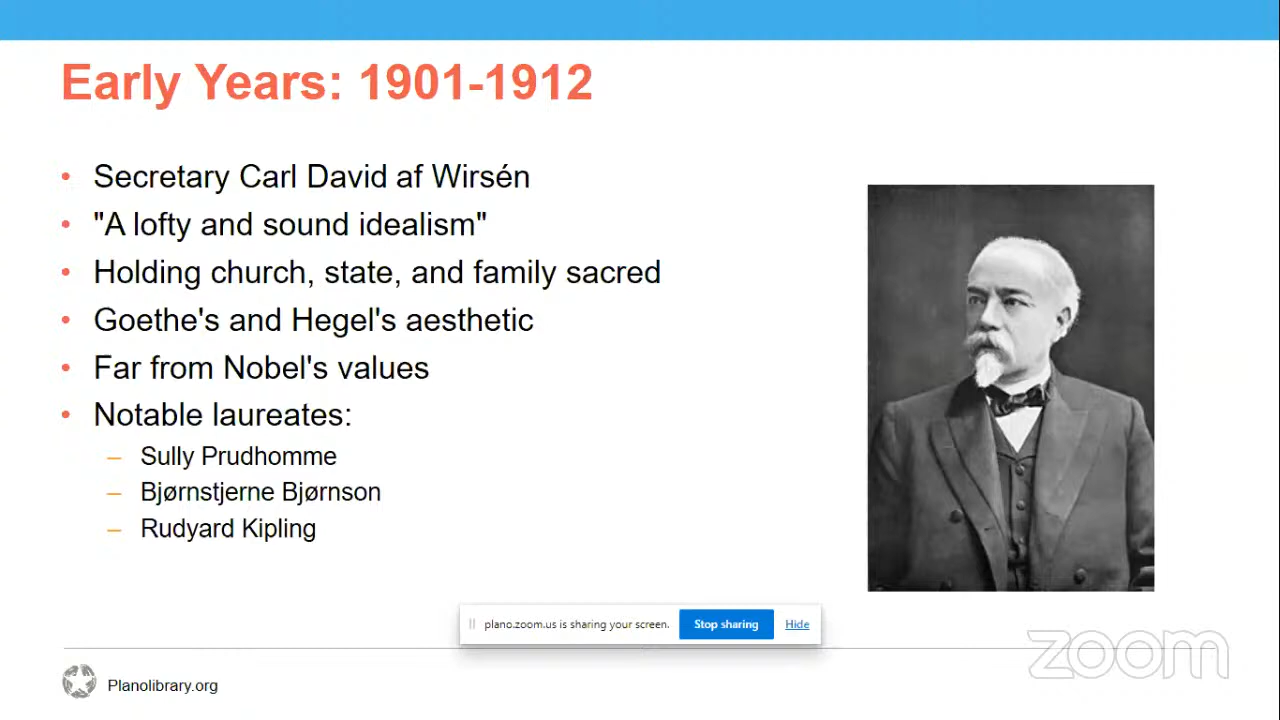 Early Years: 1901-1912
• Secretary Carl David af Wirsén
• "A lofty and sound idealism"
• Holding church, state, and family sacred
• Goethe's and Hegel's aesthetic
• Far from Nobel's values
• Notable laureates:
– Sully Prudhomme
– Bjørnstjerne Bjørnson
– Rudyard Kipling
plano.zoom.us is sharing your screen. Stop sharing Hide
zoom
Planolibrary.org